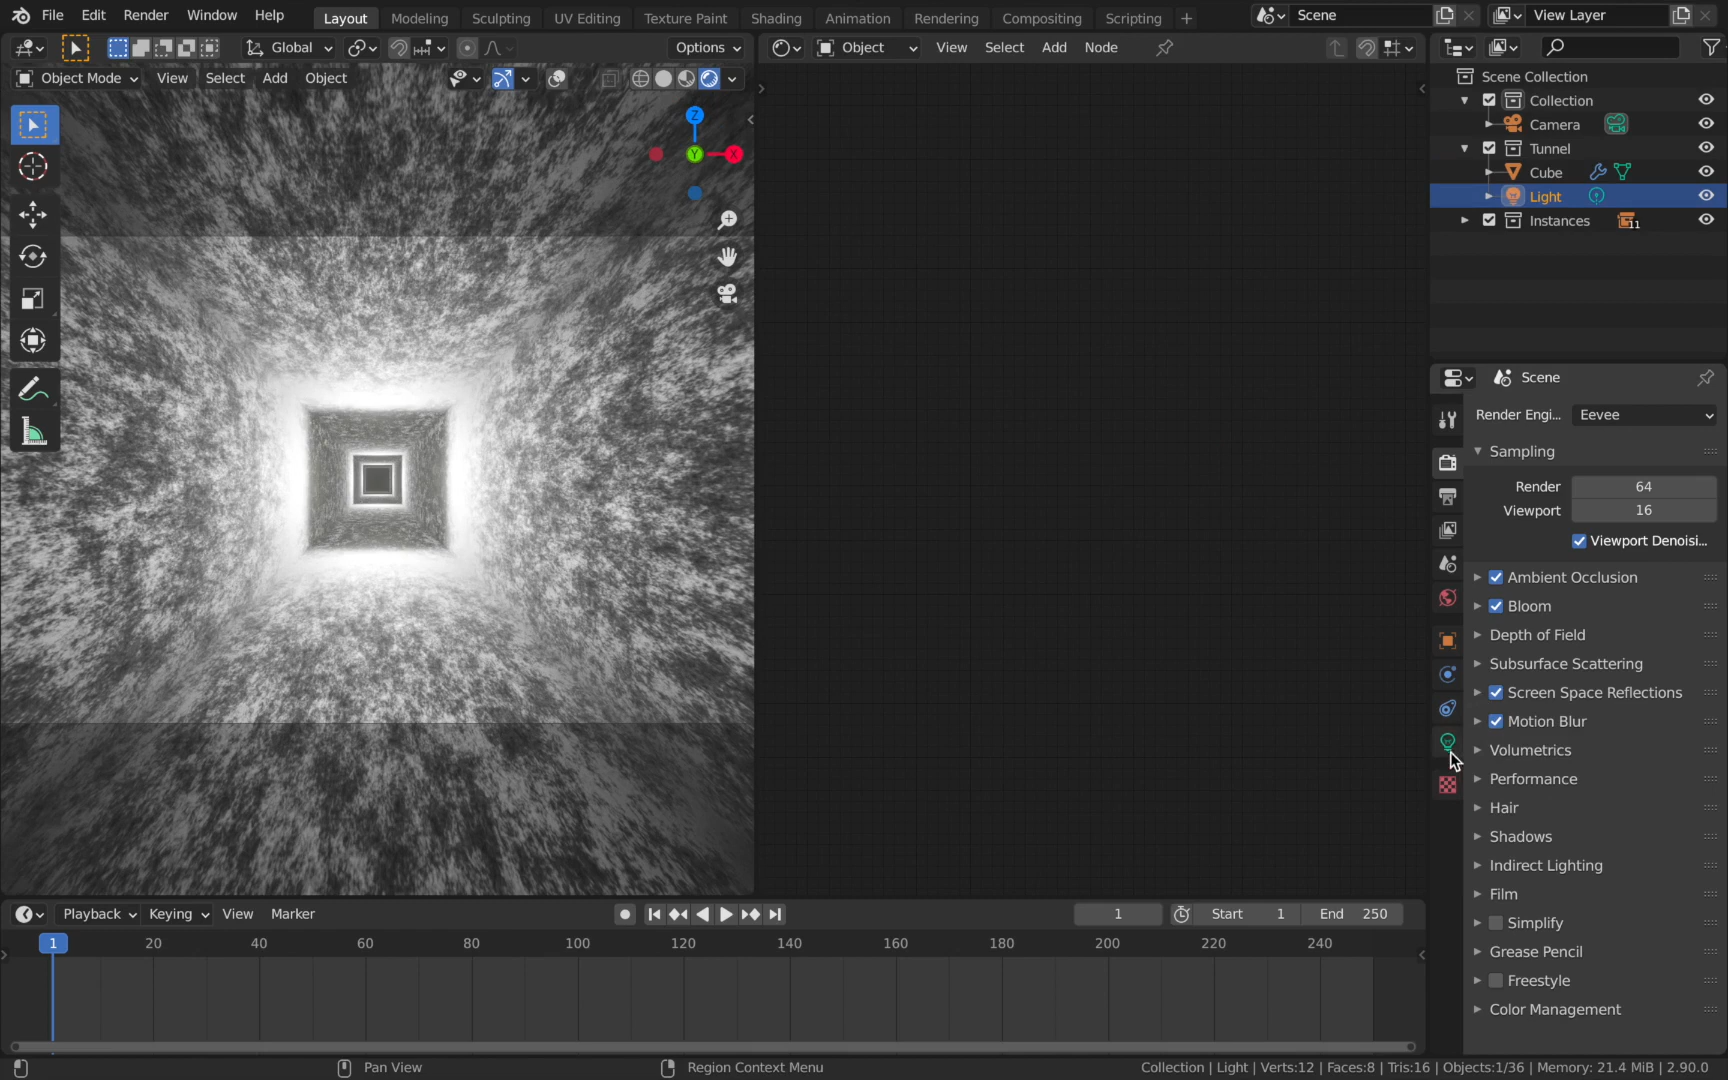 File Edit Render Window Help Layout Modeling Sculpting UV Editing Texture Paint Shading Animation Rendering Compositing Scripting + Scene View Layer
Global Options Object View Select Add Node
Object Mode View Select Add Object
Scene Collection
Collection
Camera
Tunnel
Cube
Light
Instances 11
Z
Y X
Scene
Render Engi... Eevee
Sampling
Render 64
Viewport 16
Viewport Denoisi...
Ambient Occlusion
Bloom
Depth of Field
Subsurface Scattering
Screen Space Reflections
Motion Blur
Volumetrics
Performance
Hair
Shadows
Indirect Lighting
Film
Simplify
Grease Pencil
Freestyle
Color Management
Playback Keying View Marker 1 Start 1 End 250
1 20 40 60 80 100 120 140 160 180 200 220 240
Pan View Region Context Menu Collection | Light | Verts:12 | Faces:8 | Tris:16 | Objects:1/36 | Memory: 21.4 MiB | 2.90.0